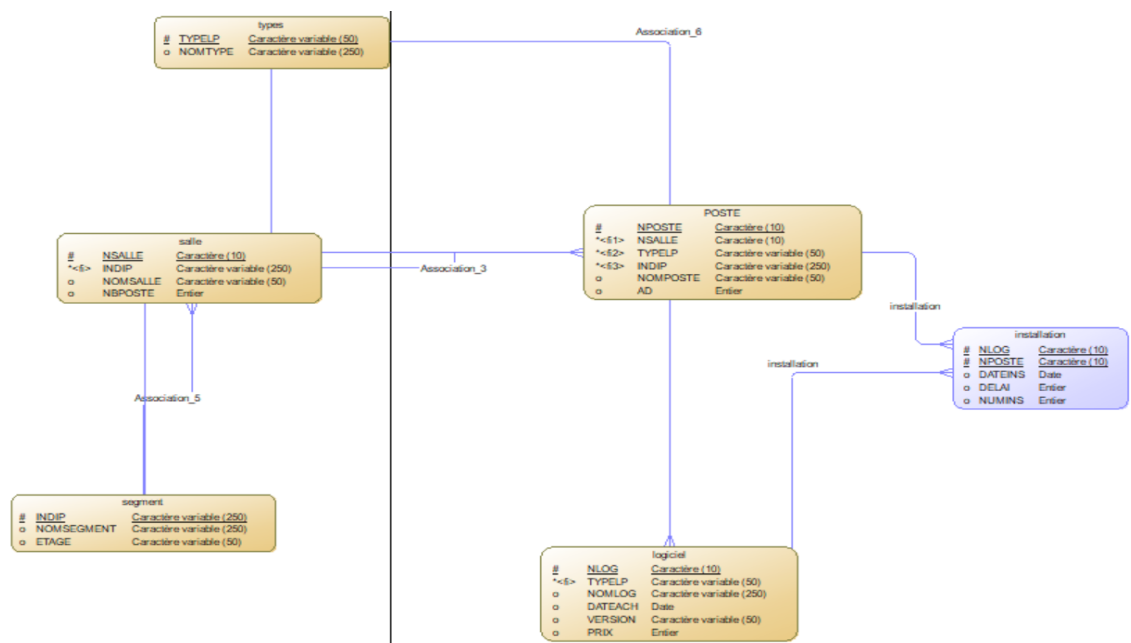 types
# TYPELP Caractère variable (50)
o NOMTYPE Caractère variable (250)
Association_6
POSTE
# NPOSTE Caractère (10)
*<fi1> NSALLE Caractère (10)
*<fi2> TYPELP Caractère variable (50)
*<fi3> INDIP Caractère variable (250)
o NOMPOSTE Caractère variable (50)
o AD Entier
salle
# NSALLE Caractère (10)
*<fi> INDIP Caractère variable (250)
o NOMSALLE Caractère variable (50)
o NBPOSTE Entier
Association_3
installation
installation
# NLOG Caractère (10)
# NPOSTE Caractère (10)
o DATEINS Date
o DELAI Entier
o NUMINS Entier
installation
Association_5
segment
# INDIP Caractère variable (250)
o NOMSEGMENT Caractère variable (250)
o ETAGE Caractère variable (50)
logiciel
# NLOG Caractère (10)
*<fi> TYPELP Caractère variable (50)
o NOMLOG Caractère variable (250)
o DATEACH Date
o VERSION Caractère variable (50)
o PRIX Entier